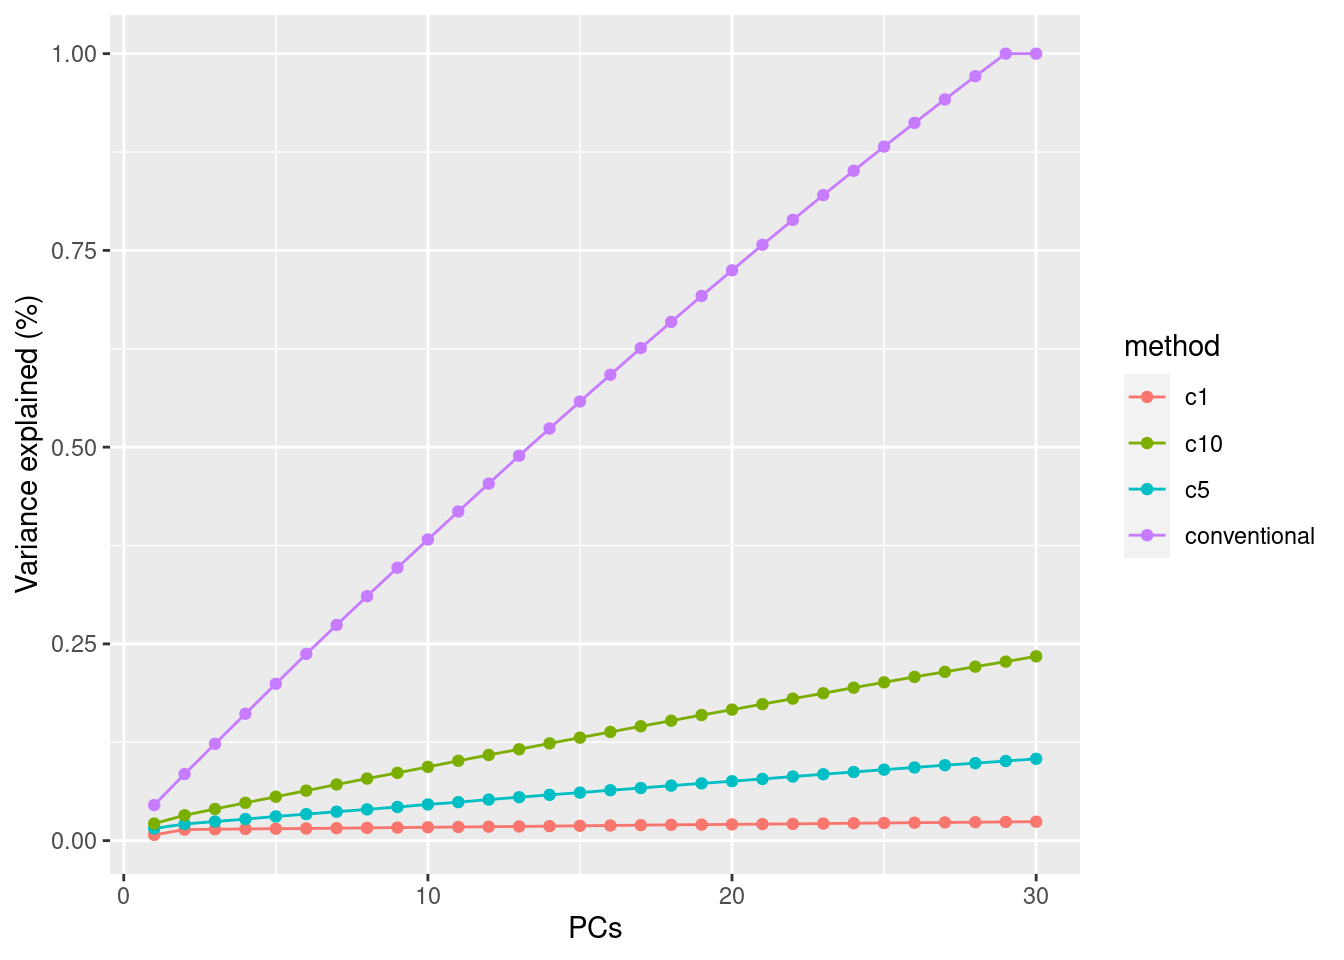 Variance explained (%)
1.00
0.75
0.50
0.25
0.00
0 10 20 30
PCs
method
c1
c10
c5
conventional